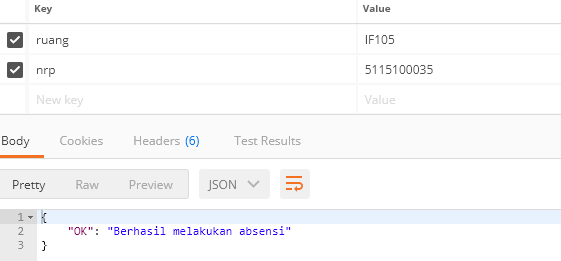 Key Value
ruang IF105
nrp 5115100035
New key Value
Body Cookies Headers (6) Test Results
Pretty Raw Preview JSON
1 {
2 "OK": "Berhasil melakukan absensi"
3 }